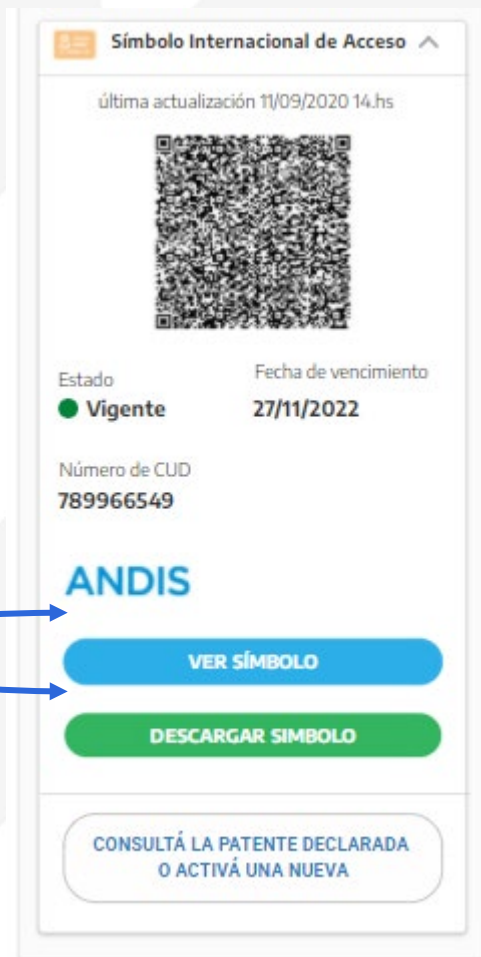 Símbolo Internacional de Acceso
última actualización 11/09/2020 14.hs
Estado
Fecha de vencimiento
Vigente
27/11/2022
Número de CUD
789966549
ANDIS
VER SÍMBOLO
DESCARGAR SIMBOLO
CONSULTÁ LA PATENTE DECLARADA
O ACTIVÁ UNA NUEVA